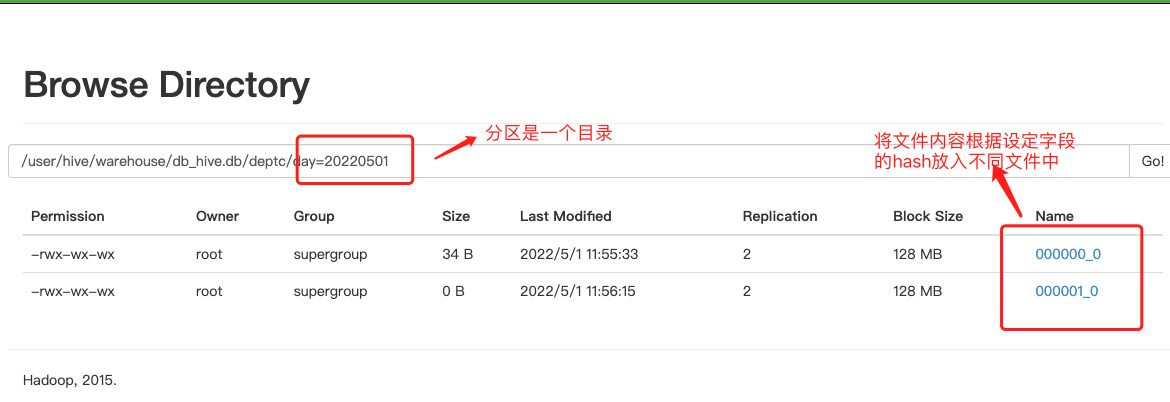 Browse Directory
分区是一个目录
将文件内容根据设定字段
的hash放入不同文件中
/user/hive/warehouse/db_hive.db/deptc/day=20220501 Go!
Permission Owner Group Size Last Modified Replication Block Size Name
-rwx-wx-wx root supergroup 34 B 2022/5/1 11:55:33 2 128 MB 000000_0
-rwx-wx-wx root supergroup 0 B 2022/5/1 11:56:15 2 128 MB 000001_0
Hadoop, 2015.